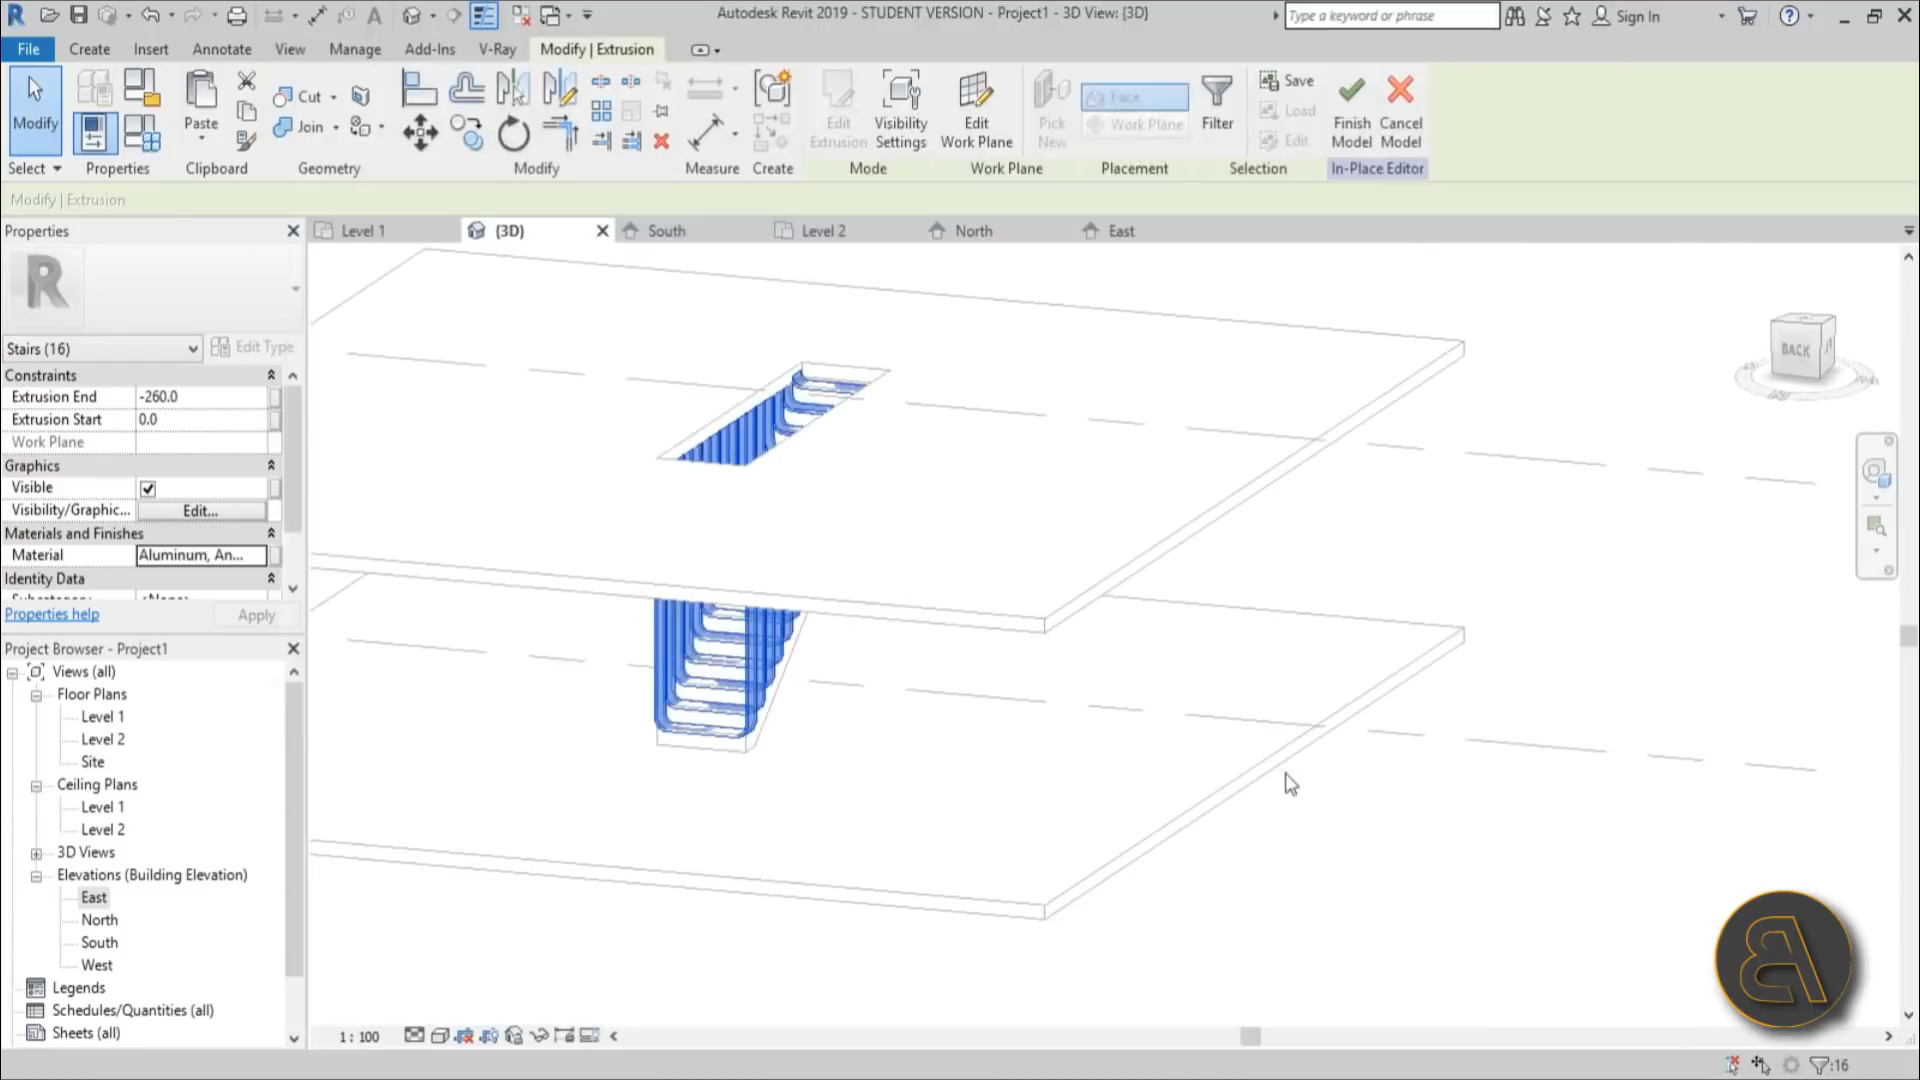 Autodesk Revit 2019 - STUDENT VERSION - Project1 - 3D View: {3D}
Type a keyword or phrase
Sign In
File Create Insert Annotate View Manage Add-Ins V-Ray Modify | Extrusion
Modify
Paste
Cut
Join
Edit Extrusion
Visibility Settings
Edit Work Plane
Pick New
Face
Work Plane
Filter
Save
Load
Edit
Finish Model
Cancel Model
Select Properties Clipboard Geometry Modify Measure Create Mode Work Plane Placement Selection In-Place Editor
Modify | Extrusion
Properties
Level 1 {3D} South Level 2 North East
R
Stairs (16) Edit Type
Constraints
Extrusion End -260.0
Extrusion Start 0.0
Work Plane
Graphics
Visible
Visibility/Graphic... Edit...
Materials and Finishes
Material Aluminum, An...
Identity Data
Properties help Apply
Project Browser - Project1
Views (all)
Floor Plans
Level 1
Level 2
Site
Ceiling Plans
Level 1
Level 2
3D Views
Elevations (Building Elevation)
East
North
South
West
Legends
Schedules/Quantities (all)
Sheets (all)
BACK
1 : 100
:16